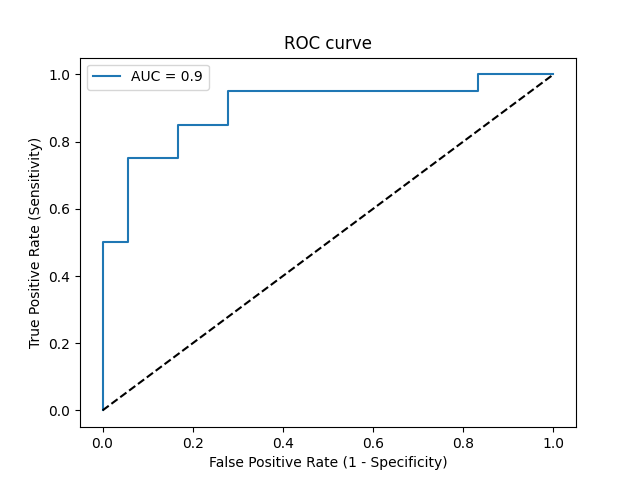 ROC curve
AUC = 0.9
True Positive Rate (Sensitivity)
1.0
0.8
0.6
0.4
0.2
0.0
0.0 0.2 0.4 0.6 0.8 1.0
False Positive Rate (1 - Specificity)